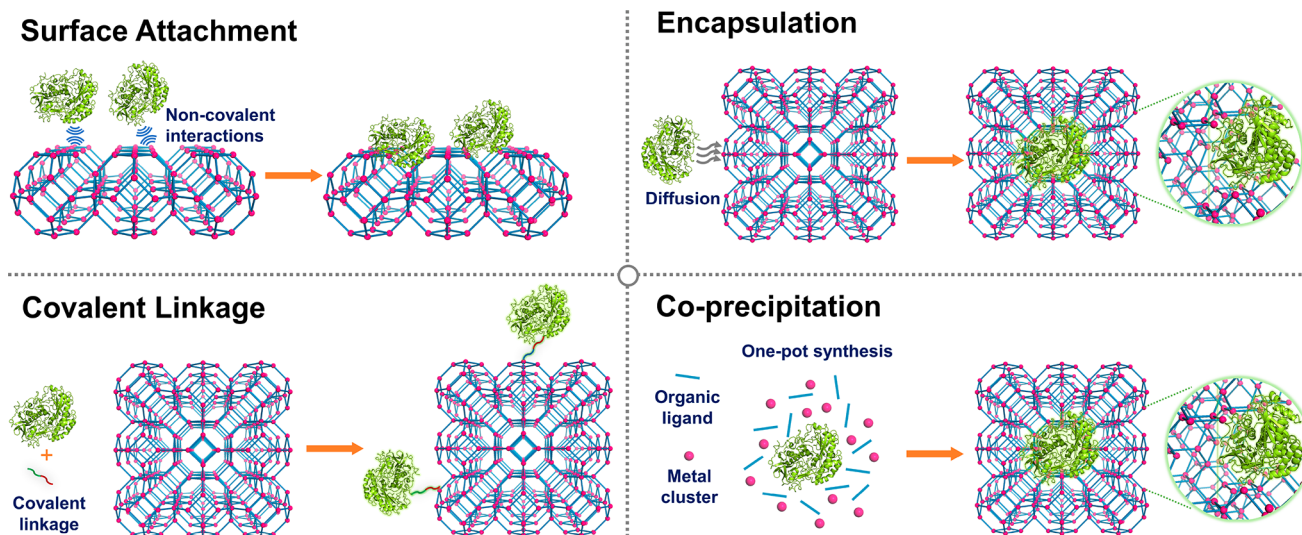 Surface Attachment
Non-covalent
interactions
Encapsulation
Diffusion
Covalent Linkage
+
Covalent
linkage
Co-precipitation
One-pot synthesis
Organic
ligand
Metal
cluster